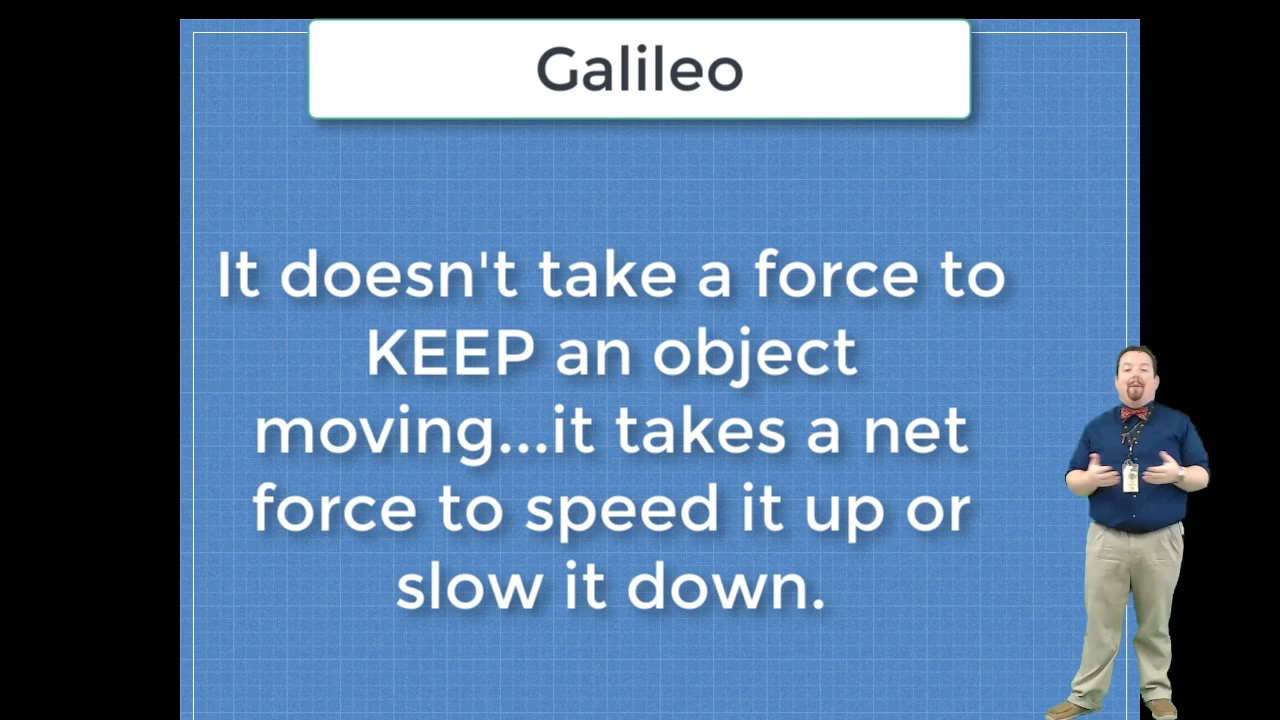 Galileo
It doesn't take a force to
KEEP an object
moving...it takes a net
force to speed it up or
slow it down.